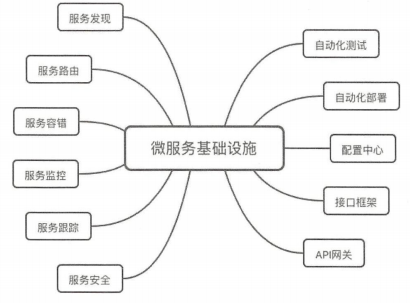 服务发现
服务路由
服务容错
服务监控
服务跟踪
服务安全
微服务基础设施
自动化测试
自动化部署
配置中心
接口框架
API网关